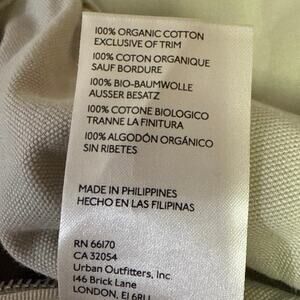 100% ORGANIC COTTON
EXCLUSIVE OF TRIM
100% COTON ORGANIQUE
SAUF BORDURE
100% BIO-BAUMWOLLE
AUSSER BESATZ
100% COTONE BIOLOGICO
TRANNE LA FINITURA
100% ALGODÓN ORGÁNICO
SIN RIBETES
MADE IN PHILIPPINES
HECHO EN LAS FILIPINAS
RN 66170
CA 32054
Urban Outfitters, Inc.
146 Brick Lane
LONDON, E1 6RU